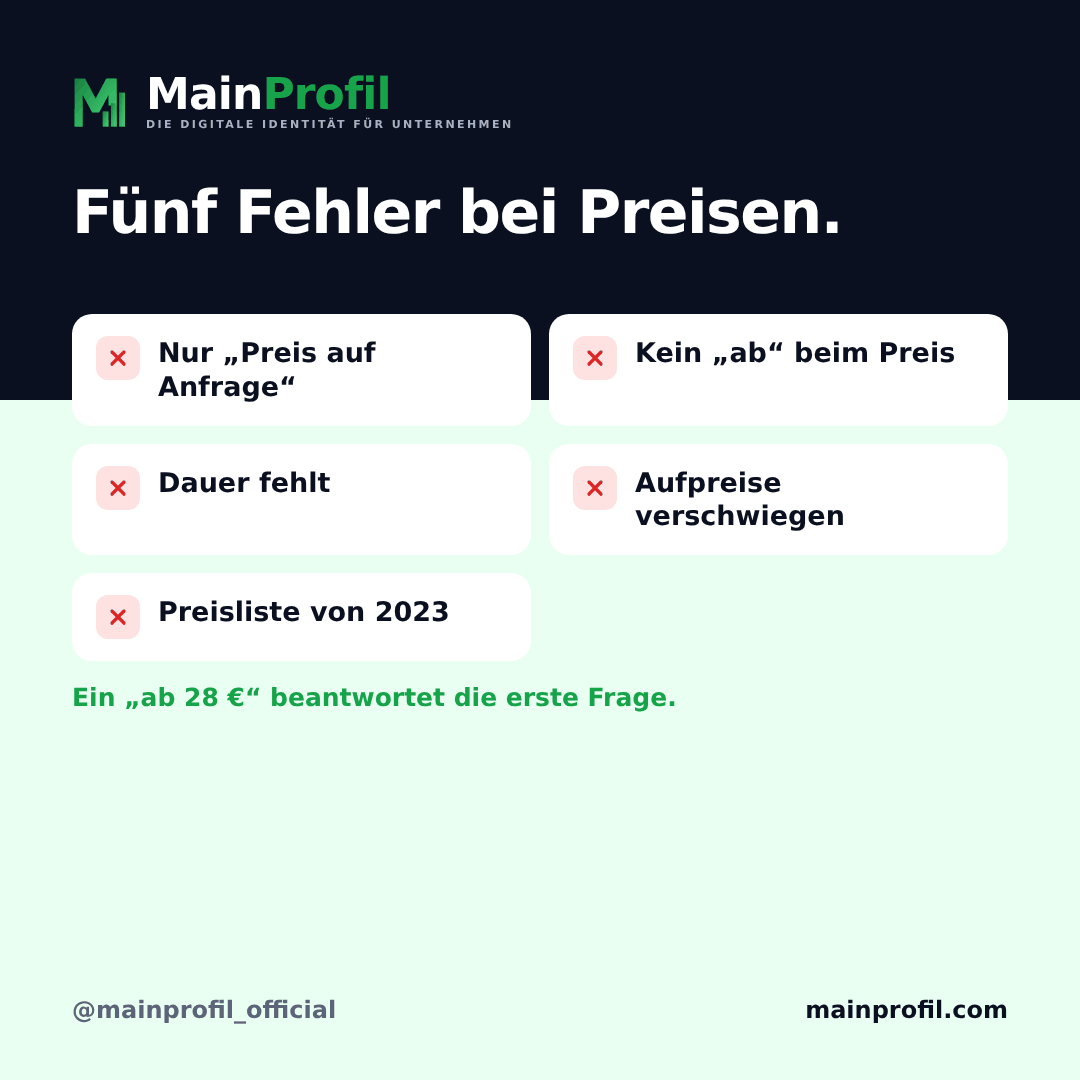 MainProfil
DIE DIGITALE IDENTITÄT FÜR UNTERNEHMEN
Fünf Fehler bei Preisen.
Nur „Preis auf
Anfrage“
Kein „ab“ beim Preis
Dauer fehlt
Aufpreise
verschwiegen
Preisliste von 2023
Ein „ab 28 €“ beantwortet die erste Frage.
@mainprofil_official
mainprofil.com